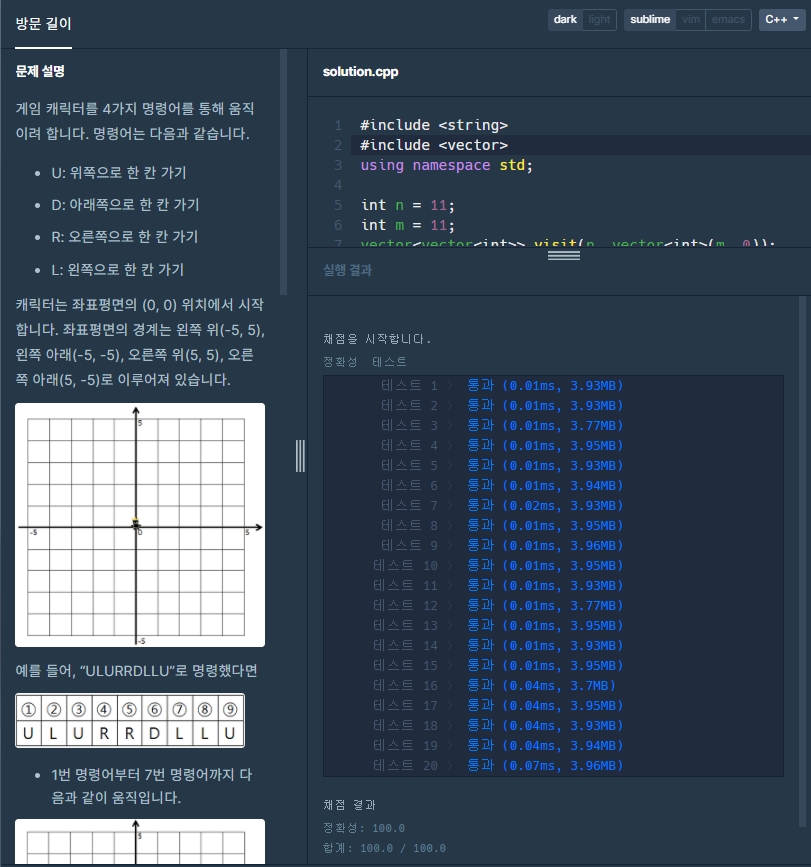 방문 길이
dark light
sublime vim emacs
C++
문제 설명
게임 캐릭터를 4가지 명령어를 통해 움직
이려 합니다. 명령어는 다음과 같습니다.
U: 위쪽으로 한 칸 가기
D: 아래쪽으로 한 칸 가기
R: 오른쪽으로 한 칸 가기
L: 왼쪽으로 한 칸 가기
캐릭터는 좌표평면의 (0, 0) 위치에서 시작
합니다. 좌표평면의 경계는 왼쪽 위(-5, 5),
왼쪽 아래(-5, -5), 오른쪽 위(5, 5), 오른
쪽 아래(5, -5)로 이루어져 있습니다.
5
-5 0 5
-5
예를 들어, “ULURRDLLU”로 명령했다면
① ② ③ ④ ⑤ ⑥ ⑦ ⑧ ⑨
U L U R R D L L U
1번 명령어부터 7번 명령어까지 다
음과 같이 움직입니다.
5
solution.cpp
1 #include <string>
2 #include <vector>
3 using namespace std;
4
5 int n = 11;
6 int m = 11;
7 vector<vector<int>> visit(n, vector<int>(m, 0));
실행 결과
채점을 시작합니다.
정확성 테스트
테스트 1 > 통과 (0.01ms, 3.93MB)
테스트 2 > 통과 (0.01ms, 3.93MB)
테스트 3 > 통과 (0.01ms, 3.77MB)
테스트 4 > 통과 (0.01ms, 3.95MB)
테스트 5 > 통과 (0.01ms, 3.93MB)
테스트 6 > 통과 (0.01ms, 3.94MB)
테스트 7 > 통과 (0.02ms, 3.93MB)
테스트 8 > 통과 (0.01ms, 3.95MB)
테스트 9 > 통과 (0.01ms, 3.96MB)
테스트 10 > 통과 (0.01ms, 3.95MB)
테스트 11 > 통과 (0.01ms, 3.93MB)
테스트 12 > 통과 (0.01ms, 3.77MB)
테스트 13 > 통과 (0.01ms, 3.95MB)
테스트 14 > 통과 (0.01ms, 3.93MB)
테스트 15 > 통과 (0.01ms, 3.95MB)
테스트 16 > 통과 (0.04ms, 3.7MB)
테스트 17 > 통과 (0.04ms, 3.95MB)
테스트 18 > 통과 (0.04ms, 3.93MB)
테스트 19 > 통과 (0.04ms, 3.94MB)
테스트 20 > 통과 (0.07ms, 3.96MB)
채점 결과
정확성: 100.0
합계: 100.0 / 100.0